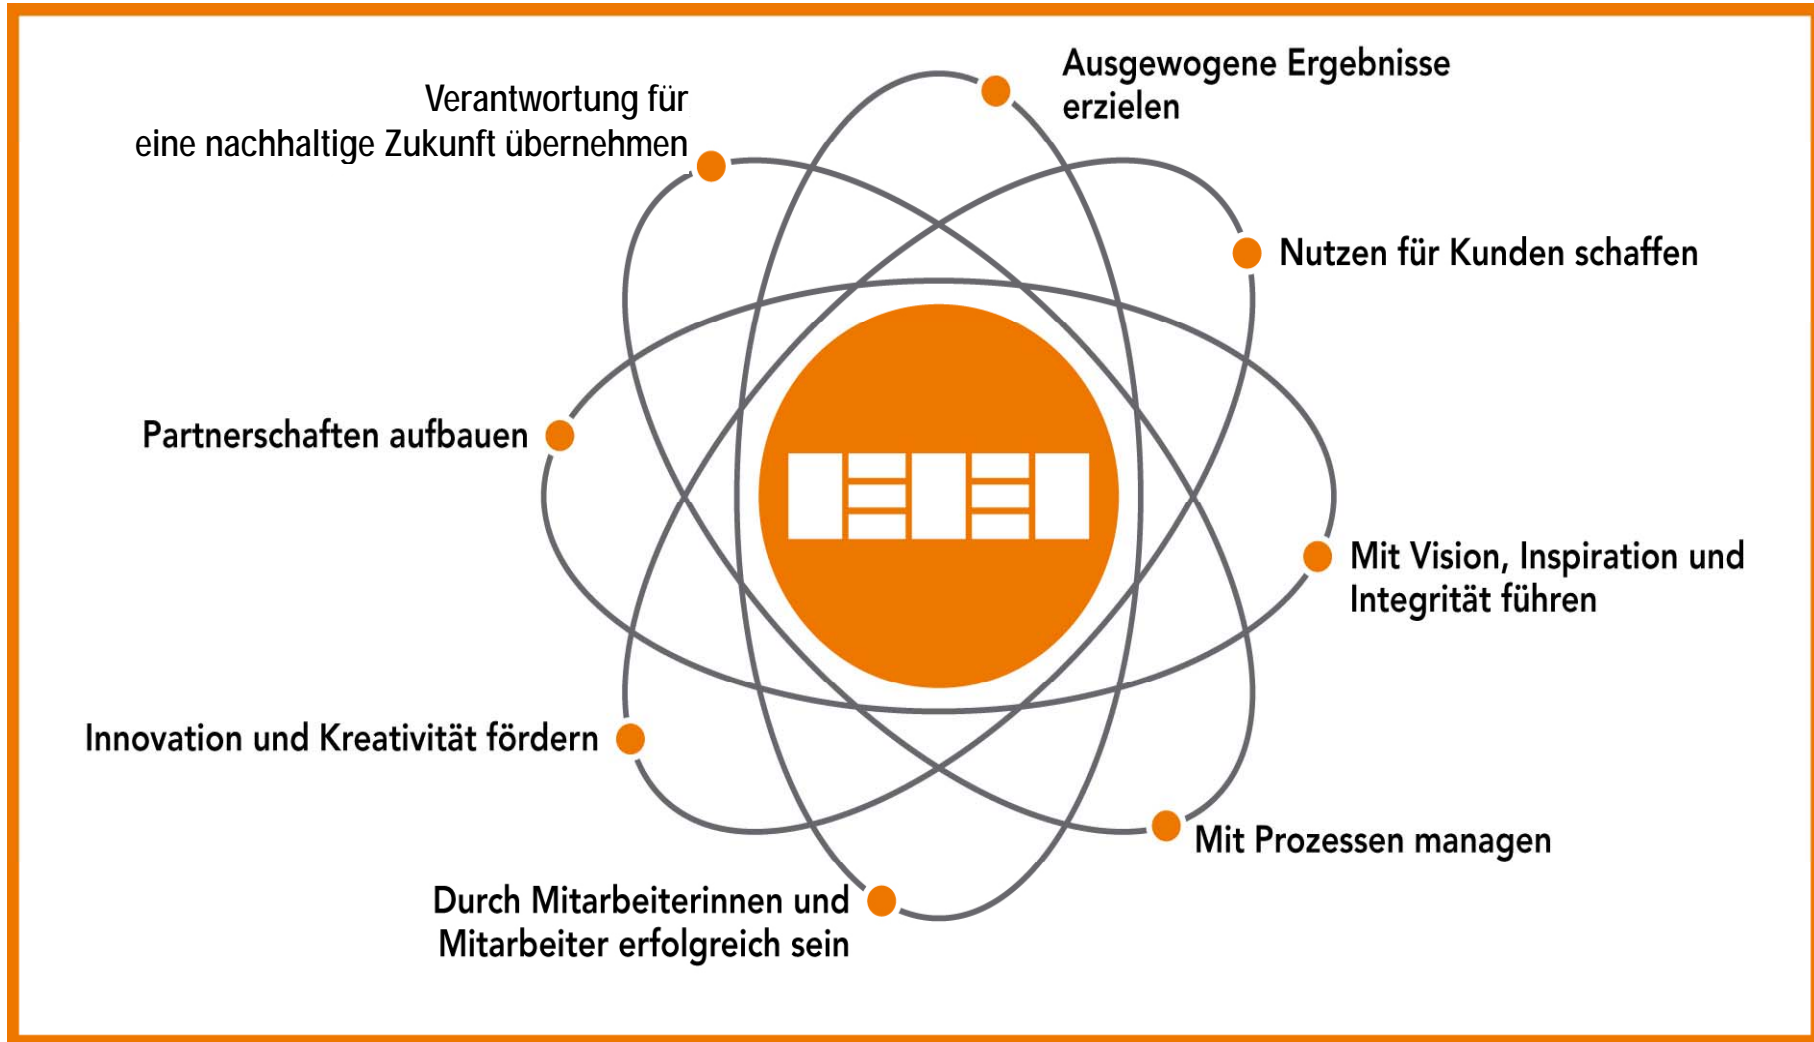 Ausgewogene Ergebnisse
erzielen
Verantwortung für
eine nachhaltige Zukunft übernehmen
Nutzen für Kunden schaffen
Partnerschaften aufbauen
Mit Vision, Inspiration und
Integrität führen
Innovation und Kreativität fördern
Mit Prozessen managen
Durch Mitarbeiterinnen und
Mitarbeiter erfolgreich sein